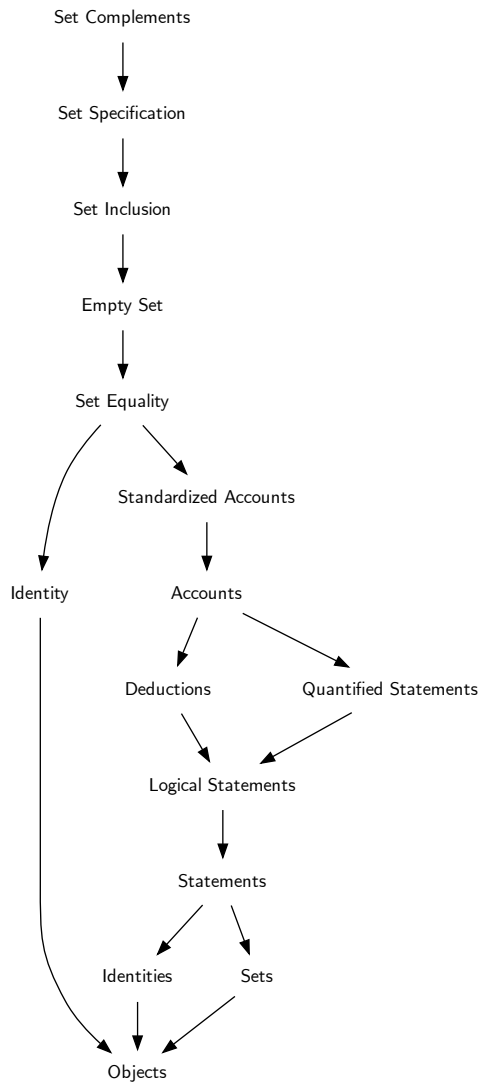 Set Complements
Set Specification
Set Inclusion
Empty Set
Set Equality
Standardized Accounts
Identity
Accounts
Deductions
Quantified Statements
Logical Statements
Statements
Identities
Sets
Objects